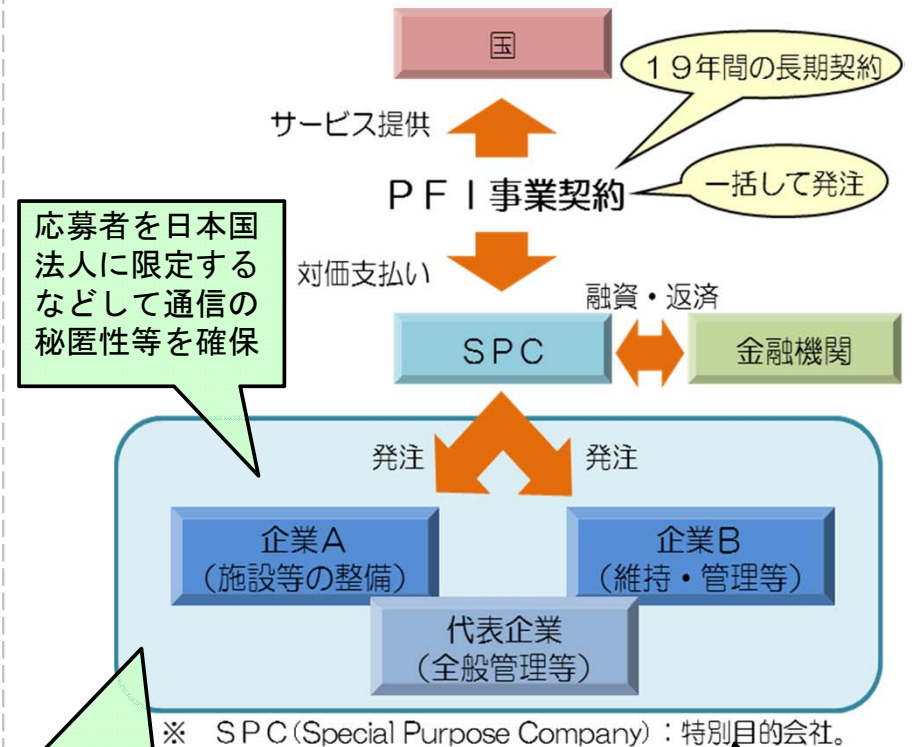 国
19年間の長期契約
サービス提供
PFI事業契約
一括して発注
応募者を日本国
法人に限定する
などして通信の
秘匿性等を確保
対価支払い
融資・返済
SPC
金融機関
発注
発注
企業A
(施設等の整備)
企業B
(維持・管理等)
代表企業
(全般管理等)
※ SPC(Special Purpose Company):特別目的会社。